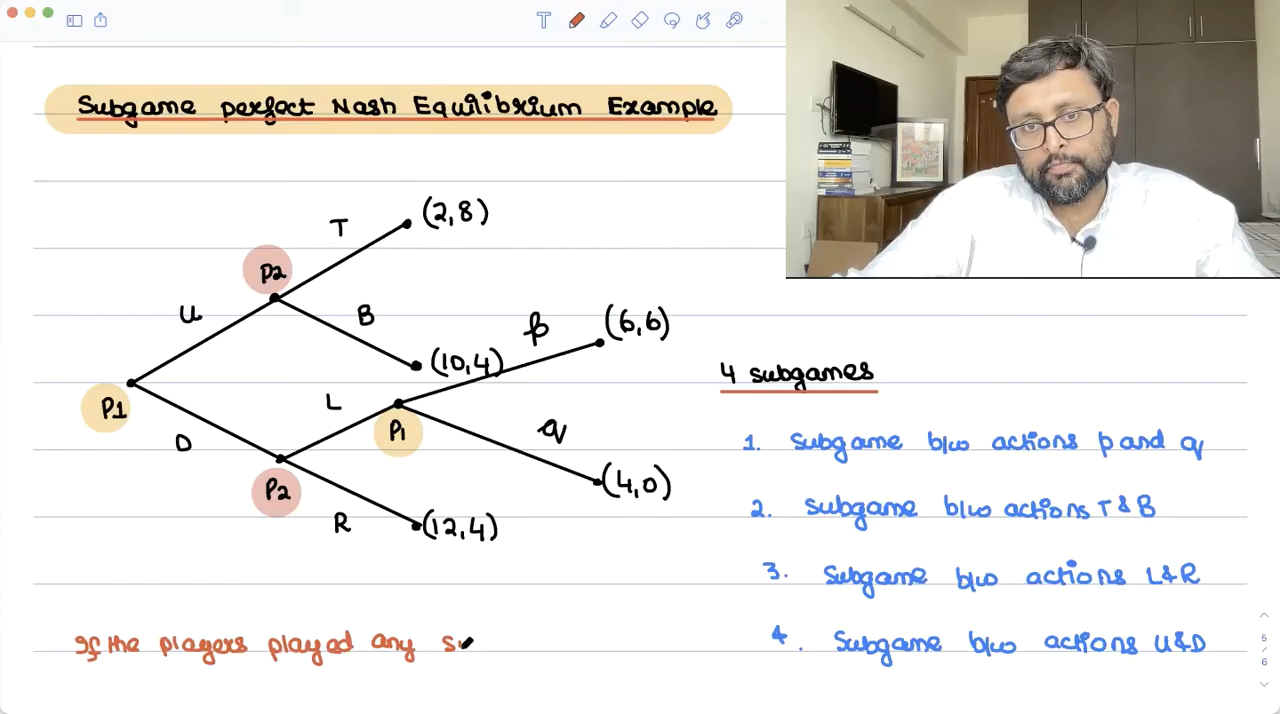 Subgame perfect Nash Equilibrium Example
T
(2,8)
P2
U
B
(10,4)
p
(6,6)
P1
D
L
P1
q
(4,0)
P2
R
(12,4)
4 subgames
1. Subgame b/w actions p and q
2. Subgame b/w actions T & B
3. Subgame b/w actions L & R
4. Subgame b/w actions U & D
If the players played any s
5
6